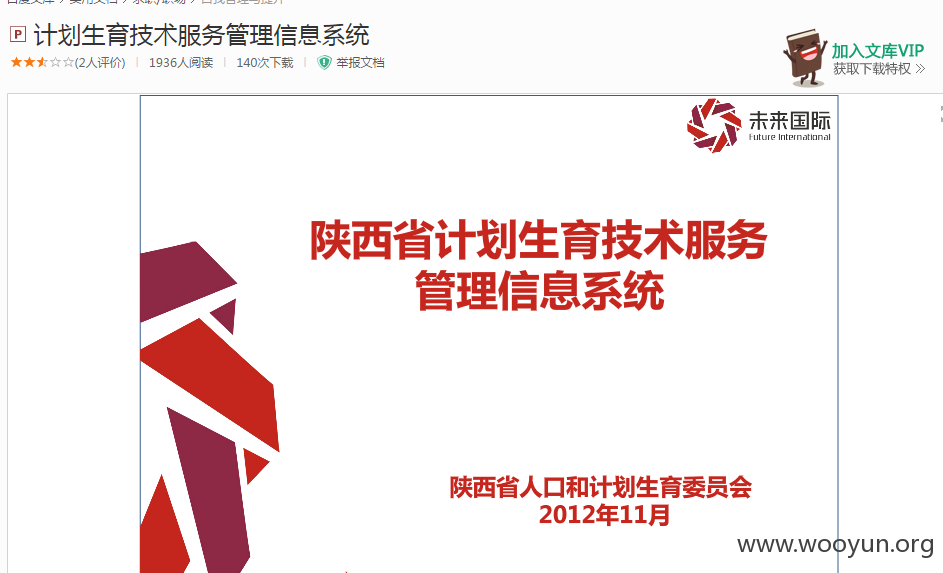 计划生育技术服务管理信息系统
(2人评价) 1936人阅读 140次下载 举报文档
加入文库VIP
获取下载特权
未来国际
Future International
陕西省计划生育技术服务
管理信息系统
陕西省人口和计划生育委员会
2012年11月
www.wooyun.org